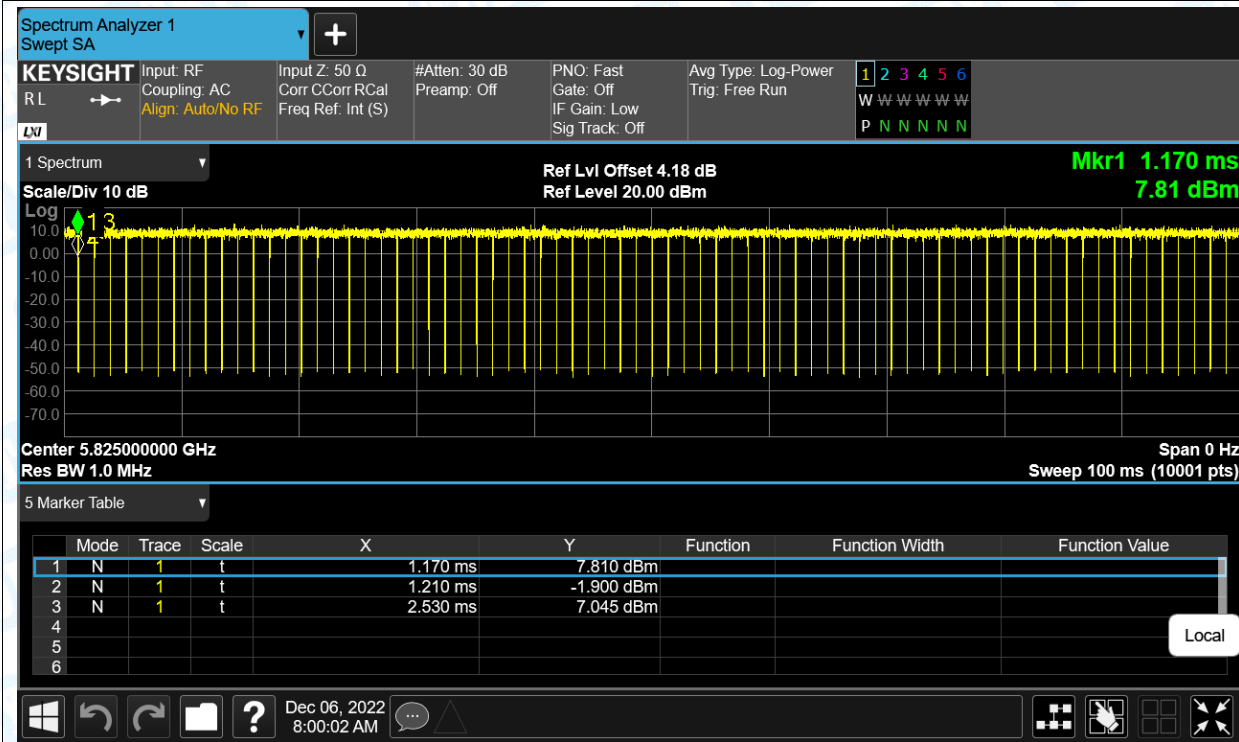 Spectrum Analyzer 1
Swept SA
KEYSIGHT
R L
LXI
Input: RF
Coupling: AC
Align: Auto/No RF
Input Z: 50 Ω
Corr CCorr RCal
Freq Ref: Int (S)
#Atten: 30 dB
Preamp: Off
PNO: Fast
Gate: Off
IF Gain: Low
Sig Track: Off
Avg Type: Log-Power
Trig: Free Run
1 2 3 4 5 6
W W W W W W
P N N N N N
1 Spectrum
Scale/Div 10 dB
Ref Lvl Offset 4.18 dB
Ref Level 20.00 dBm
Mkr1 1.170 ms
7.81 dBm
Log
10.0
0.00
-10.0
-20.0
-30.0
-40.0
-50.0
-60.0
-70.0
1 3
Center 5.825000000 GHz
Res BW 1.0 MHz
Span 0 Hz
Sweep 100 ms (10001 pts)
5 Marker Table
Mode Trace Scale X Y Function Function Width Function Value
1 N 1 t 1.170 ms 7.810 dBm
2 N 1 t 1.210 ms -1.900 dBm
3 N 1 t 2.530 ms 7.045 dBm
4
5
6
Local
?
Dec 06, 2022
8:00:02 AM